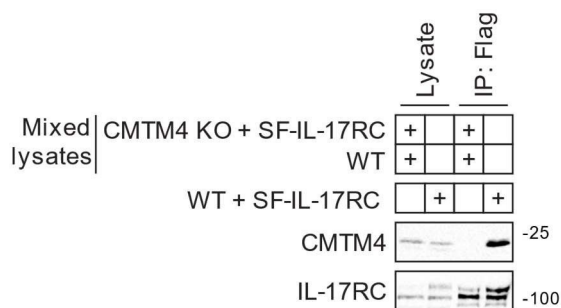 Lysate
IP: Flag
Mixed lysates
CMTM4 KO + SF-IL-17RC + +
WT + +
WT + SF-IL-17RC + +
CMTM4 -25
IL-17RC -100